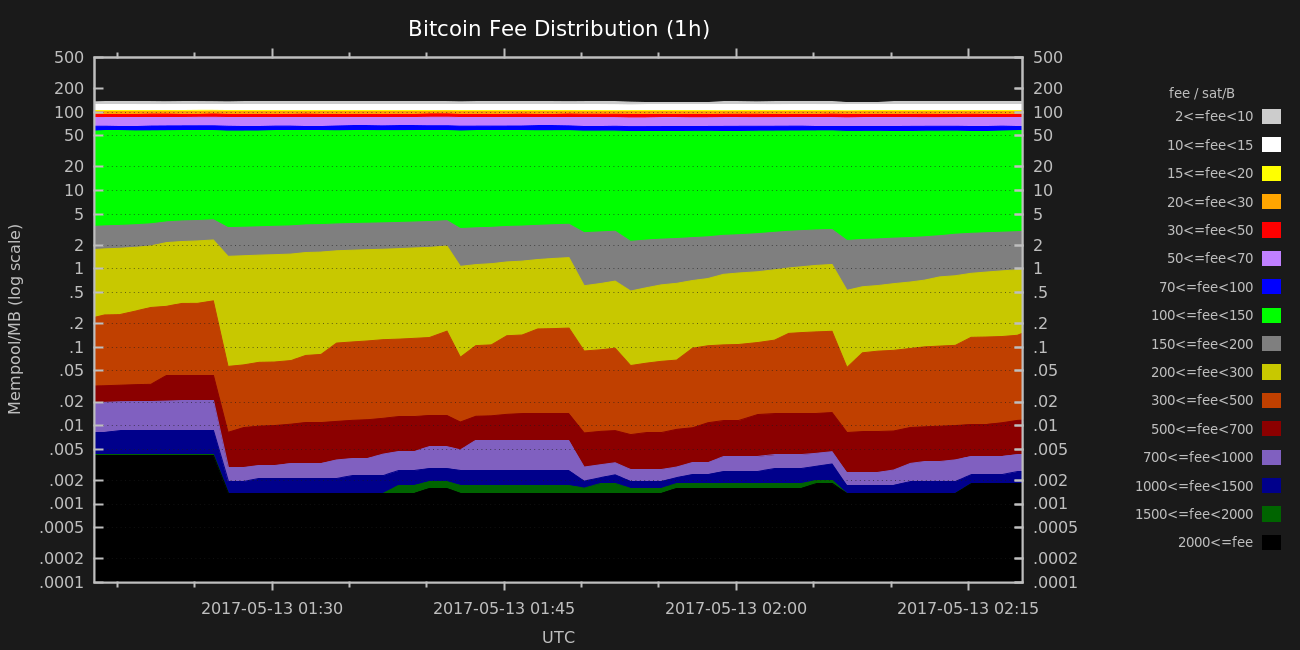 Bitcoin Fee Distribution (1h)
500
200
100
50
20
10
5
2
1
.5
.2
.1
.05
.02
.01
.005
.002
.001
.0005
.0002
.0001
Mempool/MB (log scale)
500
200
100
50
20
10
5
2
1
.5
.2
.1
.05
.02
.01
.005
.002
.001
.0005
.0002
.0001
2017-05-13 01:30 2017-05-13 01:45 2017-05-13 02:00 2017-05-13 02:15
UTC
fee / sat/B
2<=fee<10
10<=fee<15
15<=fee<20
20<=fee<30
30<=fee<50
50<=fee<70
70<=fee<100
100<=fee<150
150<=fee<200
200<=fee<300
300<=fee<500
500<=fee<700
700<=fee<1000
1000<=fee<1500
1500<=fee<2000
2000<=fee